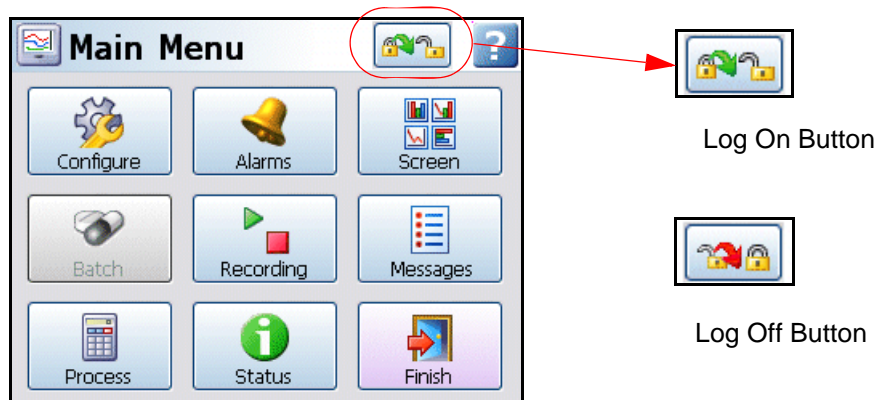 Main Menu ?
Log On Button
Configure Alarms Screen
Batch Recording Messages
Log Off Button
Process Status Finish